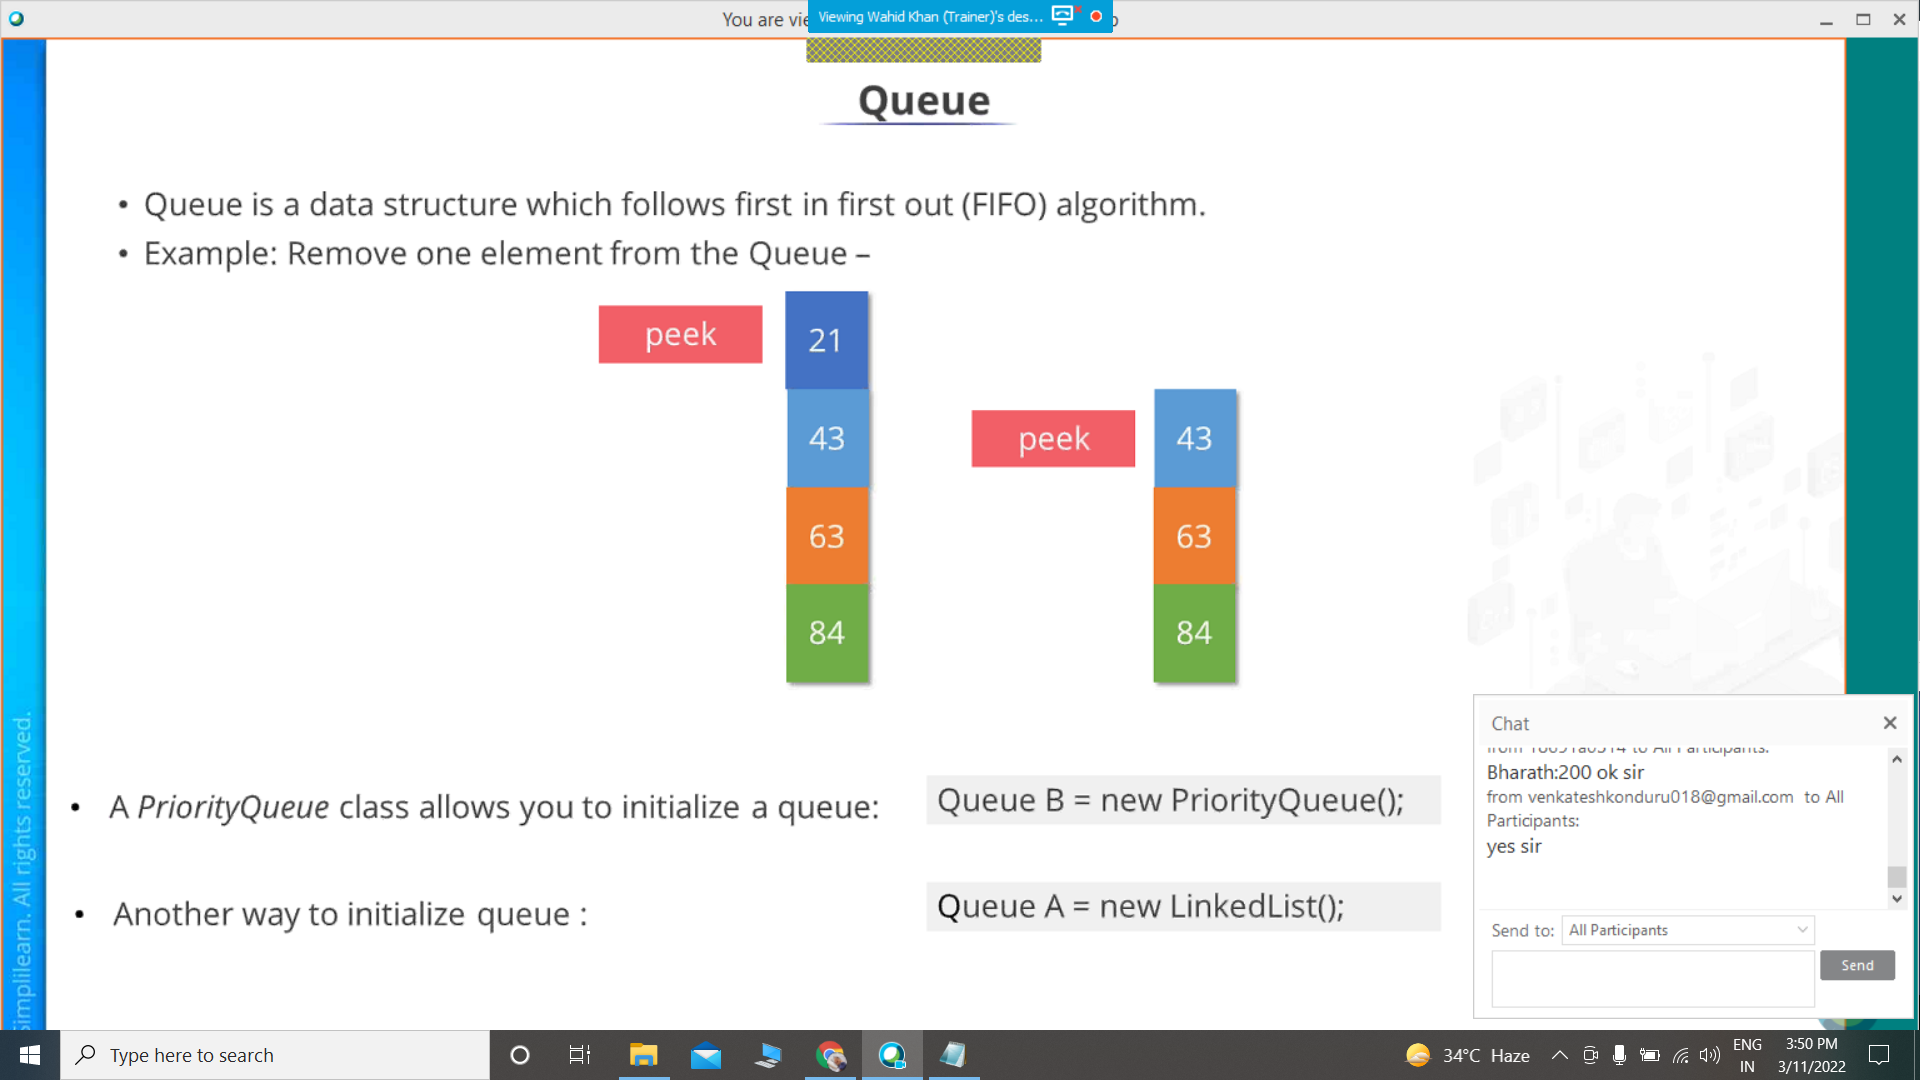 You are vie
Viewing Wahid Khan (Trainer)'s des...
Queue
• Queue is a data structure which follows first in first out (FIFO) algorithm.
• Example: Remove one element from the Queue –
peek
21
43
63
84
peek
43
63
84
• A PriorityQueue class allows you to initialize a queue:
Queue B = new PriorityQueue();
• Another way to initialize queue :
Queue A = new LinkedList();
simplilearn. All rights reserved.
Chat
to All Participants:
Bharath:200 ok sir
from venkateshkonduru018@gmail.com to All
Participants:
yes sir
Send to: All Participants
Send
Type here to search
34°C Haze
ENG
IN
3:50 PM
3/11/2022